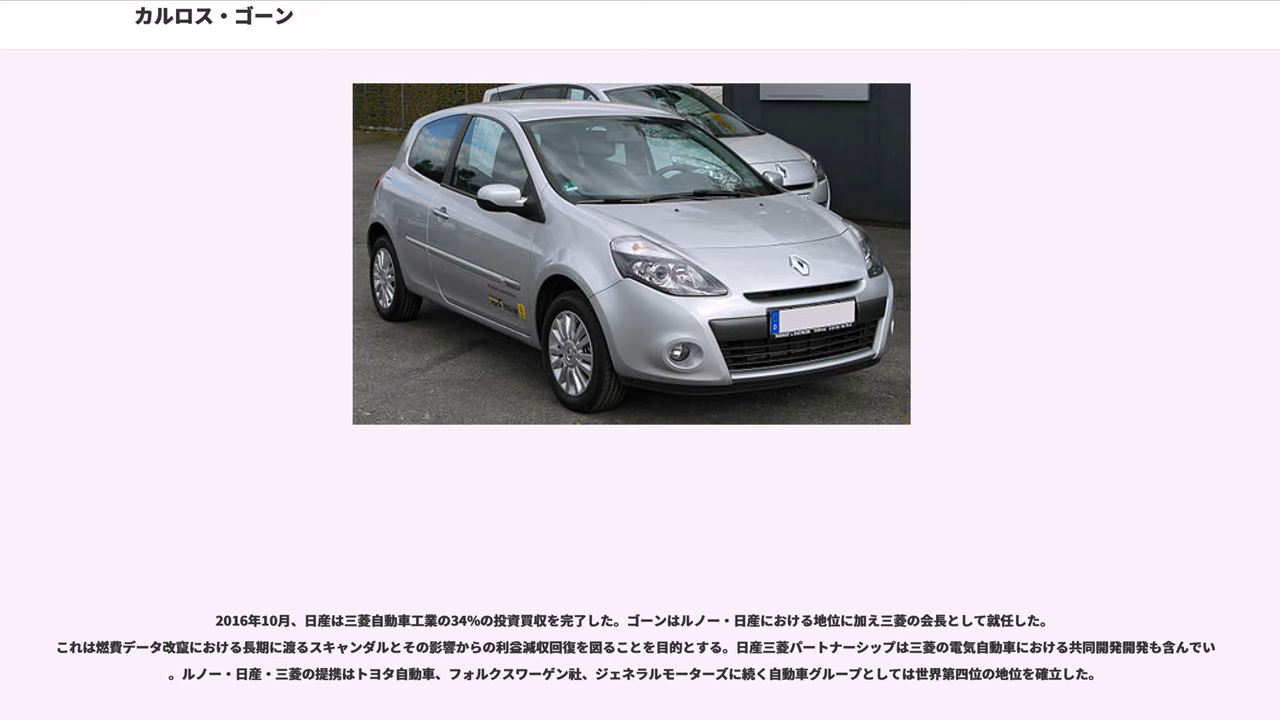 カルロス・ゴーン
2016年10月、日産は三菱自動車工業の34%の投資買収を完了した。ゴーンはルノー・日産における地位に加え三菱の会長として就任した。
これは燃費データ改竄における長期に渡るスキャンダルとその影響からの利益減収回復を図ることを目的とする。日産三菱パートナーシップは三菱の電気自動車における共同開発開発も含んでい
。ルノー・日産・三菱の提携はトヨタ自動車、フォルクスワーゲン社、ジェネラルモーターズに続く自動車グループとしては世界第四位の地位を確立した。